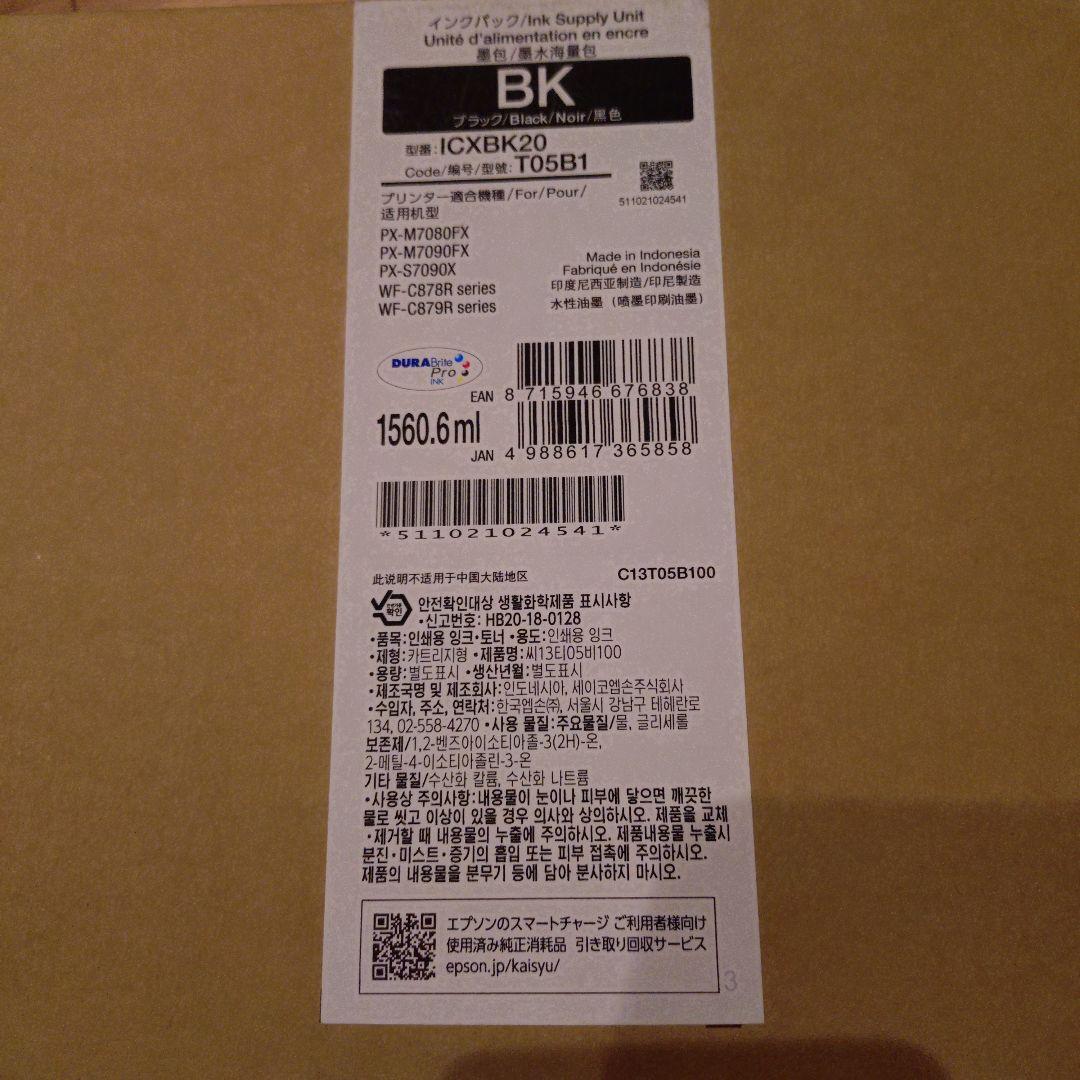 インクパック/Ink Supply Unit
Unité d'alimentation en encre
墨包/墨水海量包
BK
ブラック/Black/Noir/黒色
型番:ICXBK20
Code/编号/型號: T05B1
511021024541
プリンター適合機種/For/Pour/
适用机型
PX-M7080FX
PX-M7090FX
PX-S7090X
WF-C878R series
WF-C879R series
Made in Indonesia
Fabriqué en Indonésie
印度尼西亚制造/印尼製造
水性油墨（喷墨印刷油墨）
DURABrite
Pro
INK
EAN 8 715946 676838
1560.6ml
JAN 4 988617 365858
*511021024541*
此说明不适用于中国大陆地区
C13T05B100
확인
안전확인대상 생활화학제품 표시사항
•신고번호: HB20-18-0128
•품목:인쇄용 잉크•토너 •용도:인쇄용 잉크
•제형:카트리지형 •제품명:씨13티05비100
•용량:별도표시 •생산년월:별도표시
•제조국명 및 제조회사:인도네시아, 세이코엡손주식회사
•수입자, 주소, 연락처:한국엡손㈜, 서울시 강남구 테헤란로
134, 02-558-4270 •사용 물질:주요물질/물, 글리세롤
보존제/1,2-벤즈아이소티아졸-3(2H)-온,
2-메틸-4-이소티아졸린-3-온
기타 물질/수산화 칼륨, 수산화 나트륨
•사용상 주의사항:내용물이 눈이나 피부에 닿으면 깨끗한
물로 씻고 이상이 있을 경우 의사와 상의하시오. 제품을 교체
•제거할 때 내용물의 누출에 주의하시오. 제품내용물 누출시
분진•미스트•증기의 흡입 또는 피부 접촉에 주의하시오.
제품의 내용물을 분무기 등에 담아 분사하지 마시오.
エプソンのスマートチャージ ご利用者様向け
使用済み純正消耗品 引き取り回収サービス
epson.jp/kaisyu/
3